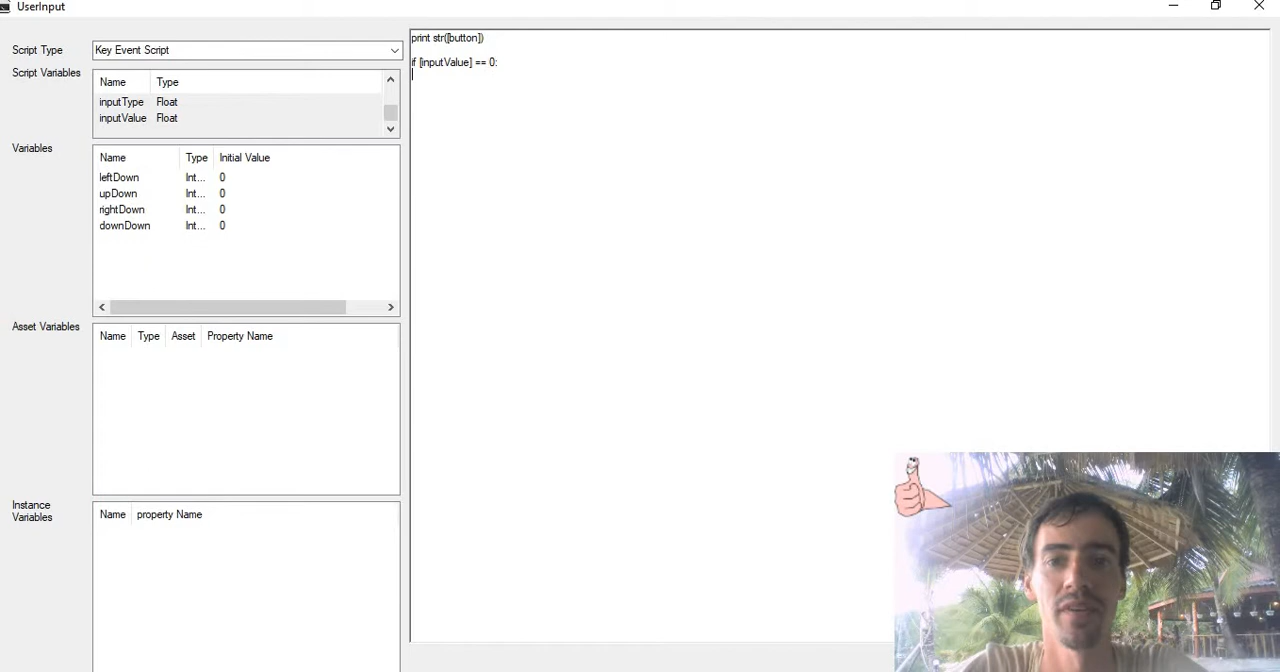 UserInput
Script Type
Key Event Script
Script Variables
Name Type
inputType Float
inputValue Float
Variables
Name Type Initial Value
leftDown Int... 0
upDown Int... 0
rightDown Int... 0
downDown Int... 0
Asset Variables
Name Type Asset Property Name
Instance
Variables
Name property Name
print str([button])
if [inputValue] == 0: